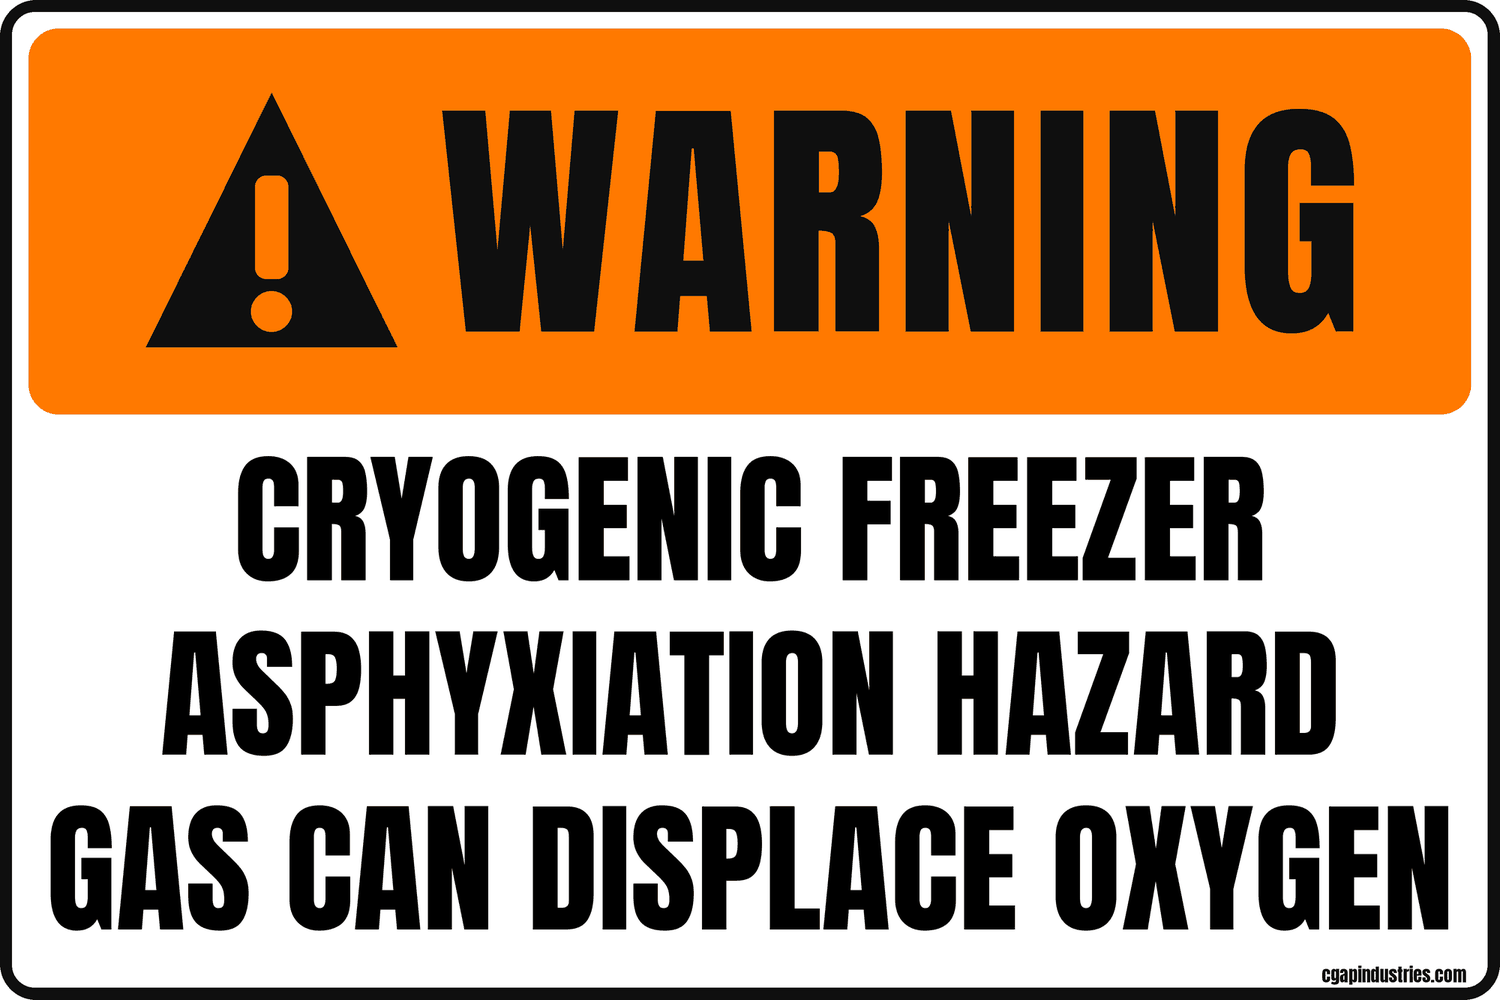 WARNING
CRYOGENIC FREEZER
ASPHYXIATION HAZARD
GAS CAN DISPLACE OXYGEN
cgapindustries.com